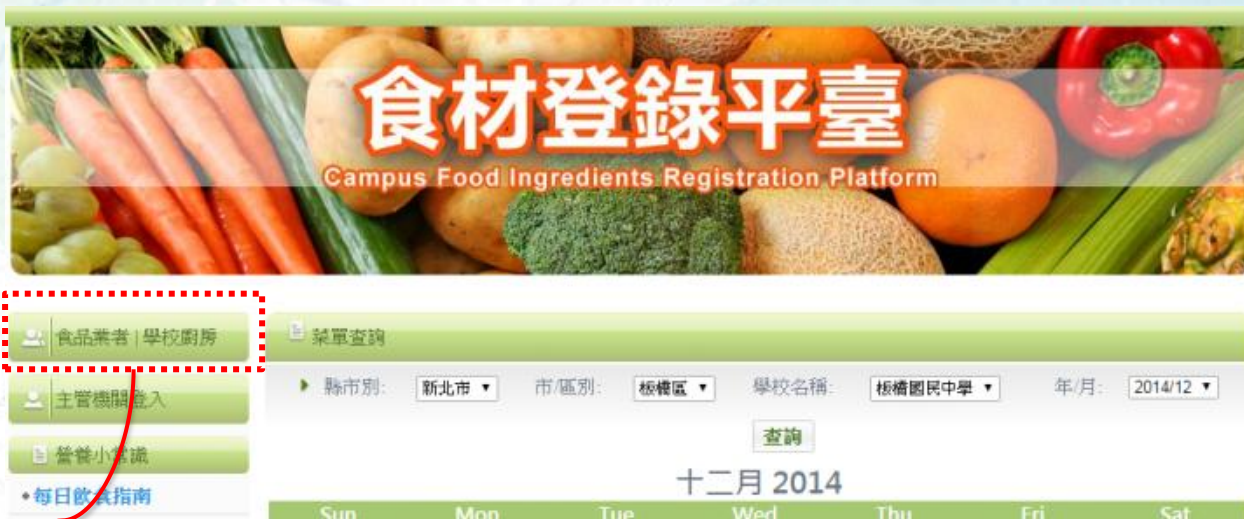 食材登錄平臺
Campus Food Ingredients Registration Platform
食品業者 | 學校廚房
主管機關登入
營養小常識
每日飲食指南
菜單查詢
縣市別: 新北市 市/區別: 板橋區 學校名稱: 板橋國民中學 年/月: 2014/12
查詢
十二月 2014
Sun Mon Tue Wed Thu Fri Sat